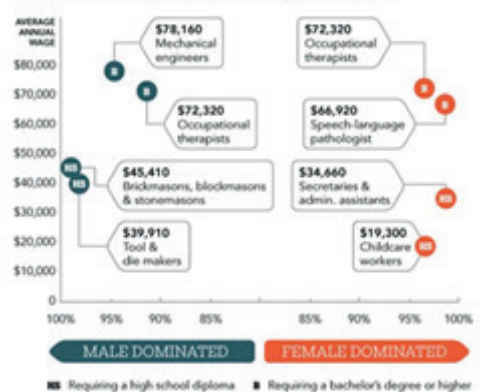 AVERAGE
ANNUAL
WAGE
$80,000
$70,000
$60,000
$50,000
$40,000
$30,000
$20,000
$10,000
0
$78,160
Mechanical
engineers
$72,320
Occupational
therapists
B
B
$72,320
Occupational
therapists
B
B
$66,920
Speech-language
pathologist
HS
HS
$45,410
Brickmasons, blockmasons
& stonemasons
$34,660
Secretaries &
admin. assistants
HS
$39,910
Tool &
die makers
$19,300
Childcare
workers
HS
100%
95%
90%
85%
85%
90%
95%
100%
MALE DOMINATED
FEMALE DOMINATED
HS Requiring a high school diploma
B Requiring a bachelor's degree or higher